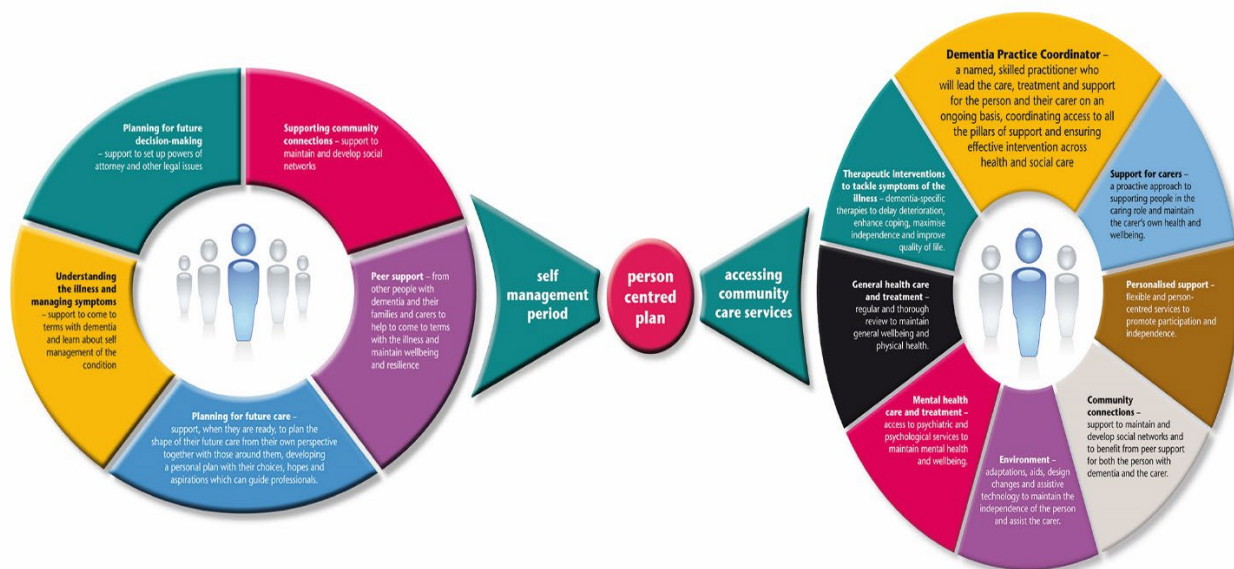 Planning for future
decision-making
– support to set up powers of
attorney and other legal issues
Supporting community
connections – support to
maintain and develop social
networks
Peer support – from
other people with
dementia and their
families and carers to
help to come to terms
with the illness and
maintain wellbeing
and resilience
Planning for future care –
support, when they are ready, to plan
the shape of their future care from their own perspective
together with those around them, developing
a personal plan with their choices, hopes and
aspirations which can guide professionals.
Understanding
the illness and
managing symptoms
– support to come to
terms with dementia
and learn about self
management of the
condition
self
management
period
person
centred
plan
accessing
community
care services
Dementia Practice Coordinator –
a named, skilled practitioner who
will lead the care, treatment and support
for the person and their carer on an
ongoing basis, coordinating access to all
the pillars of support and ensuring
effective intervention across
health and social care
Support for carers –
a proactive approach to
supporting people in the
caring role and maintain
the carer's own health and
wellbeing.
Personalised support –
flexible and person-
centred services to
promote participation and
independence.
Community
connections –
support to maintain and
develop social networks and
to benefit from peer support
for both the person with
dementia and the carer.
Environment –
adaptations, aids, design
changes and assistive
technology to maintain the
independence of the person
and assist the carer.
Mental health
care and treatment –
access to psychiatric and
psychological services to
maintain mental health
and wellbeing.
General health
care and treatment –
regular and thorough
review to maintain
general wellbeing and
physical health.
Therapeutic interventions
to tackle symptoms of the
illness – dementia-specific
therapies to delay deterioration,
enhance coping, maximise
independence and improve
quality of life.